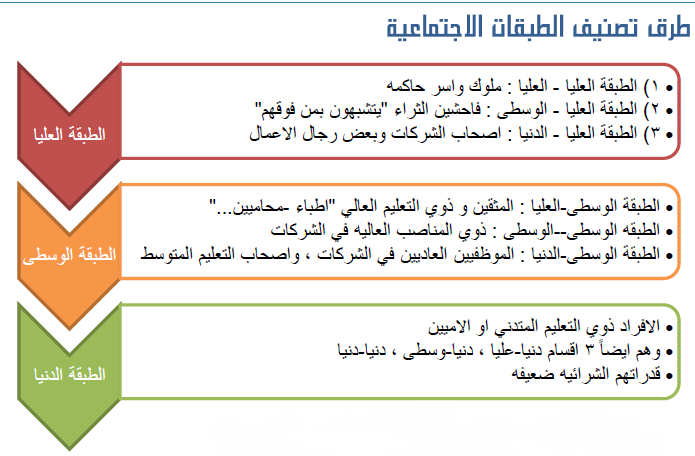 طرق تصنيف الطبقات الاجتماعية
الطبقة العليا
• ١) الطبقة العليا - العليا : ملوك واسر حاكمه
• ٢) الطبقة العليا - الوسطى : فاحشين الثراء "يتشبهون بمن فوقهم"
• ٣) الطبقة العليا - الدنيا : اصحاب الشركات وبعض رجال الاعمال
الطبقة الوسطى
• الطبقة الوسطى-العليا : المثقين و ذوي التعليم العالي "اطباء -محاميين..."
• الطبقه الوسطى--الوسطى : ذوي المناصب العاليه في الشركات
• الطبقة الوسطى-الدنيا : الموظفيين العاديين في الشركات ، واصحاب التعليم المتوسط
الطبقة الدنيا
• الافراد ذوي التعليم المتدني او الاميين
• وهم ايضاً ٣ اقسام دنيا-عليا ، دنيا-وسطى ، دنيا-دنيا
• قدراتهم الشرائيه ضعيفه